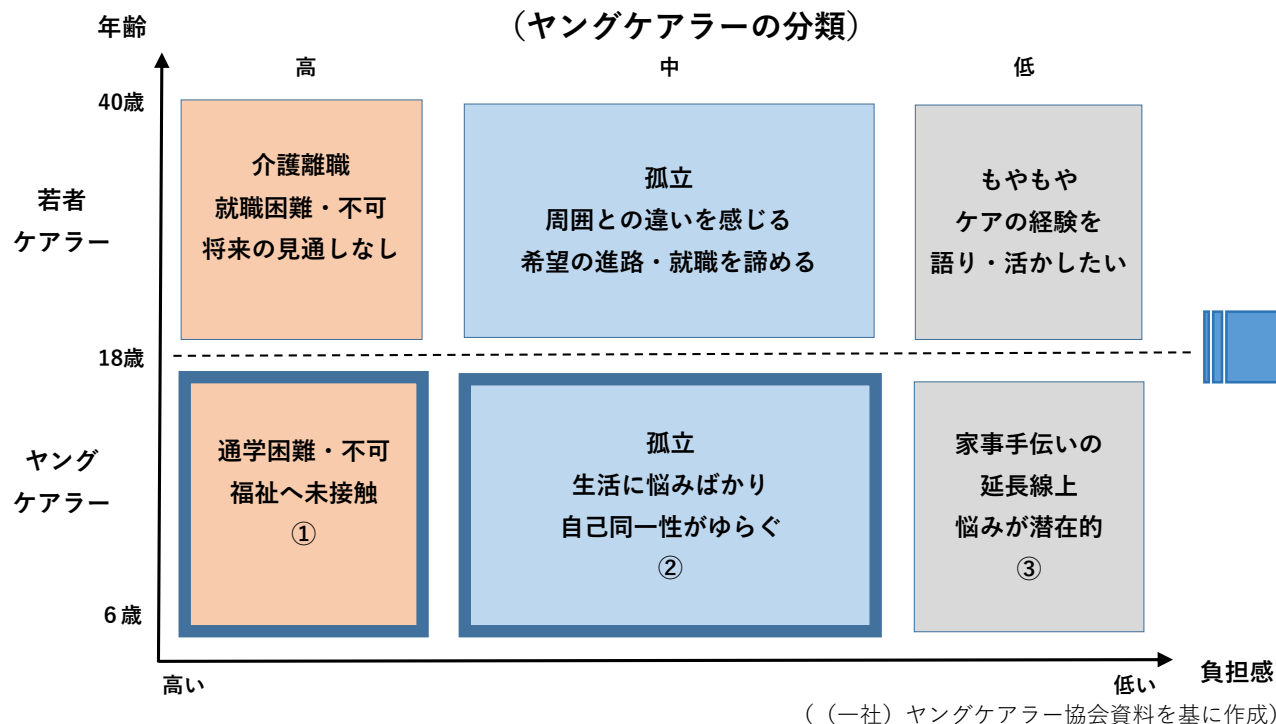 (ヤングケアラーの分類)
年齢
高
中
低
40歳
介護離職
就職困難・不可
将来の見通しなし
孤立
周囲との違いを感じる
希望の進路・就職を諦める
もやもや
ケアの経験を
語り・活かしたい
若者
ケアラー
18歳
通学困難・不可
福祉へ未接触
①
孤立
生活に悩みばかり
自己同一性がゆらぐ
②
家事手伝いの
延長線上
悩みが潜在的
③
ヤング
ケアラー
6歳
高い
低い
負担感
((一社)ヤングケアラー協会資料を基に作成)